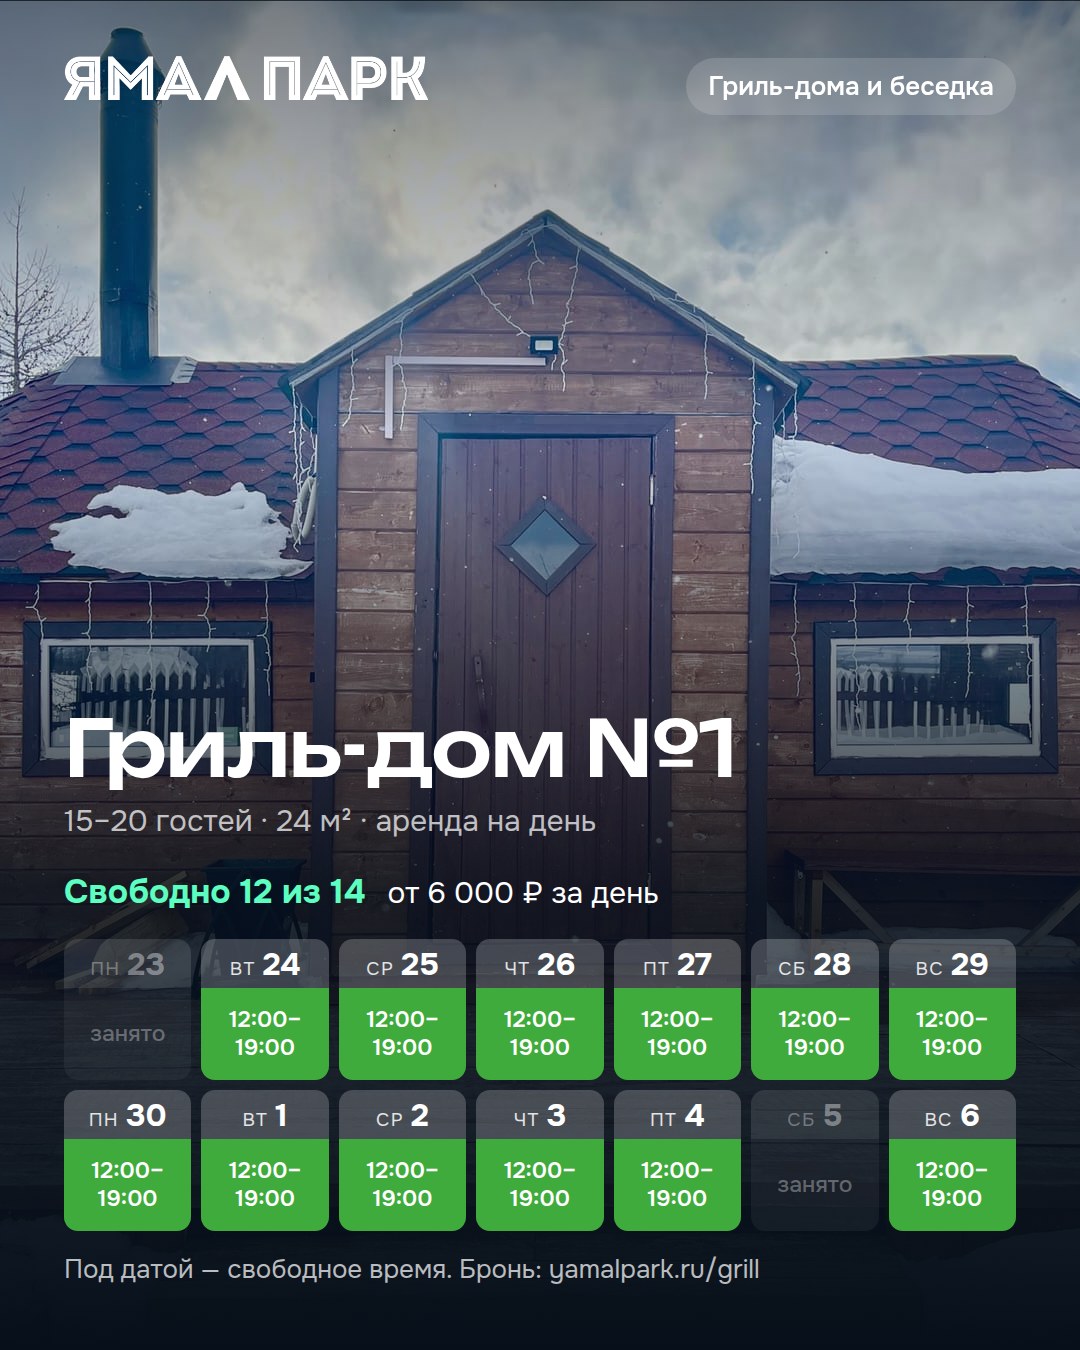 ЯМАЛ ПАРК
Гриль-дома и беседка
Гриль-дом №1
15–20 гостей · 24 м² · аренда на день
Свободно 12 из 14 от 6 000 ₽ за день
ПН 23 ВТ 24 СР 25 ЧТ 26 ПТ 27 СБ 28 ВС 29
занято 12:00– 12:00– 12:00– 12:00– 12:00– 12:00–
19:00 19:00 19:00 19:00 19:00 19:00
ПН 30 ВТ 1 СР 2 ЧТ 3 ПТ 4 СБ 5 ВС 6
12:00– 12:00– 12:00– 12:00– 12:00– занято 12:00–
19:00 19:00 19:00 19:00 19:00 19:00
Под датой — свободное время. Бронь: yamalpark.ru/grill